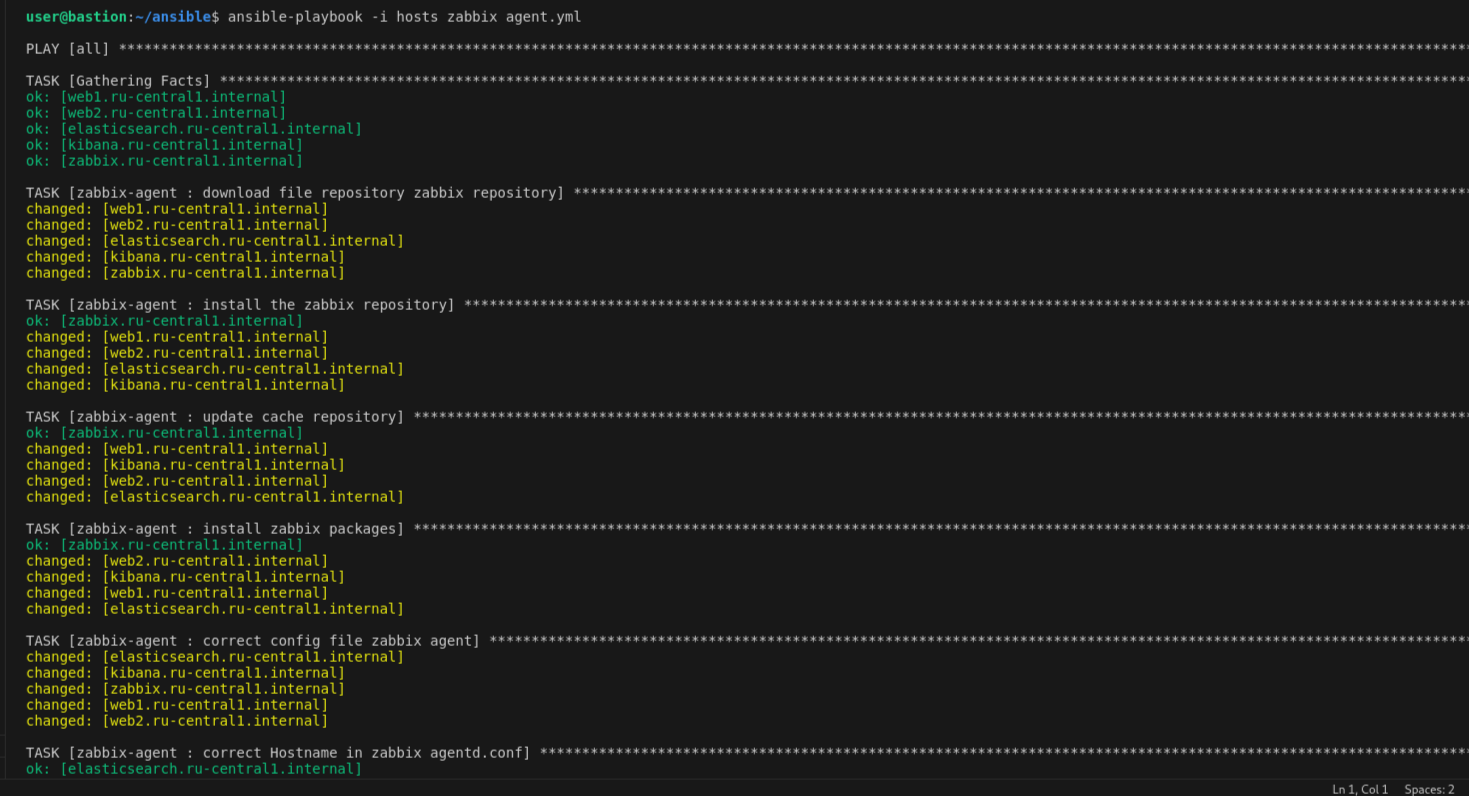 user@bastion:~/ansible$ ansible-playbook -i hosts zabbix agent.yml
PLAY [all] ****************************************************************************************************************************************************************
TASK [Gathering Facts] ******************************************************************************************************************************************************
ok: [web1.ru-central1.internal]
ok: [web2.ru-central1.internal]
ok: [elasticsearch.ru-central1.internal]
ok: [kibana.ru-central1.internal]
ok: [zabbix.ru-central1.internal]
TASK [zabbix-agent : download file repository zabbix repository] **********************************************************************************************************
changed: [web1.ru-central1.internal]
changed: [web2.ru-central1.internal]
changed: [elasticsearch.ru-central1.internal]
changed: [kibana.ru-central1.internal]
changed: [zabbix.ru-central1.internal]
TASK [zabbix-agent : install the zabbix repository] ************************************************************************************************************************
ok: [zabbix.ru-central1.internal]
changed: [web1.ru-central1.internal]
changed: [web2.ru-central1.internal]
changed: [elasticsearch.ru-central1.internal]
changed: [kibana.ru-central1.internal]
TASK [zabbix-agent : update cache repository] ******************************************************************************************************************************
ok: [zabbix.ru-central1.internal]
changed: [web1.ru-central1.internal]
changed: [kibana.ru-central1.internal]
changed: [web2.ru-central1.internal]
changed: [elasticsearch.ru-central1.internal]
TASK [zabbix-agent : install zabbix packages] ******************************************************************************************************************************
ok: [zabbix.ru-central1.internal]
changed: [web2.ru-central1.internal]
changed: [kibana.ru-central1.internal]
changed: [web1.ru-central1.internal]
changed: [elasticsearch.ru-central1.internal]
TASK [zabbix-agent : correct config file zabbix agent] *********************************************************************************************************************
changed: [elasticsearch.ru-central1.internal]
changed: [kibana.ru-central1.internal]
changed: [zabbix.ru-central1.internal]
changed: [web1.ru-central1.internal]
changed: [web2.ru-central1.internal]
TASK [zabbix-agent : correct Hostname in zabbix agentd.conf] ***************************************************************************************************************
ok: [elasticsearch.ru-central1.internal]
Ln 1, Col 1 Spaces: 2